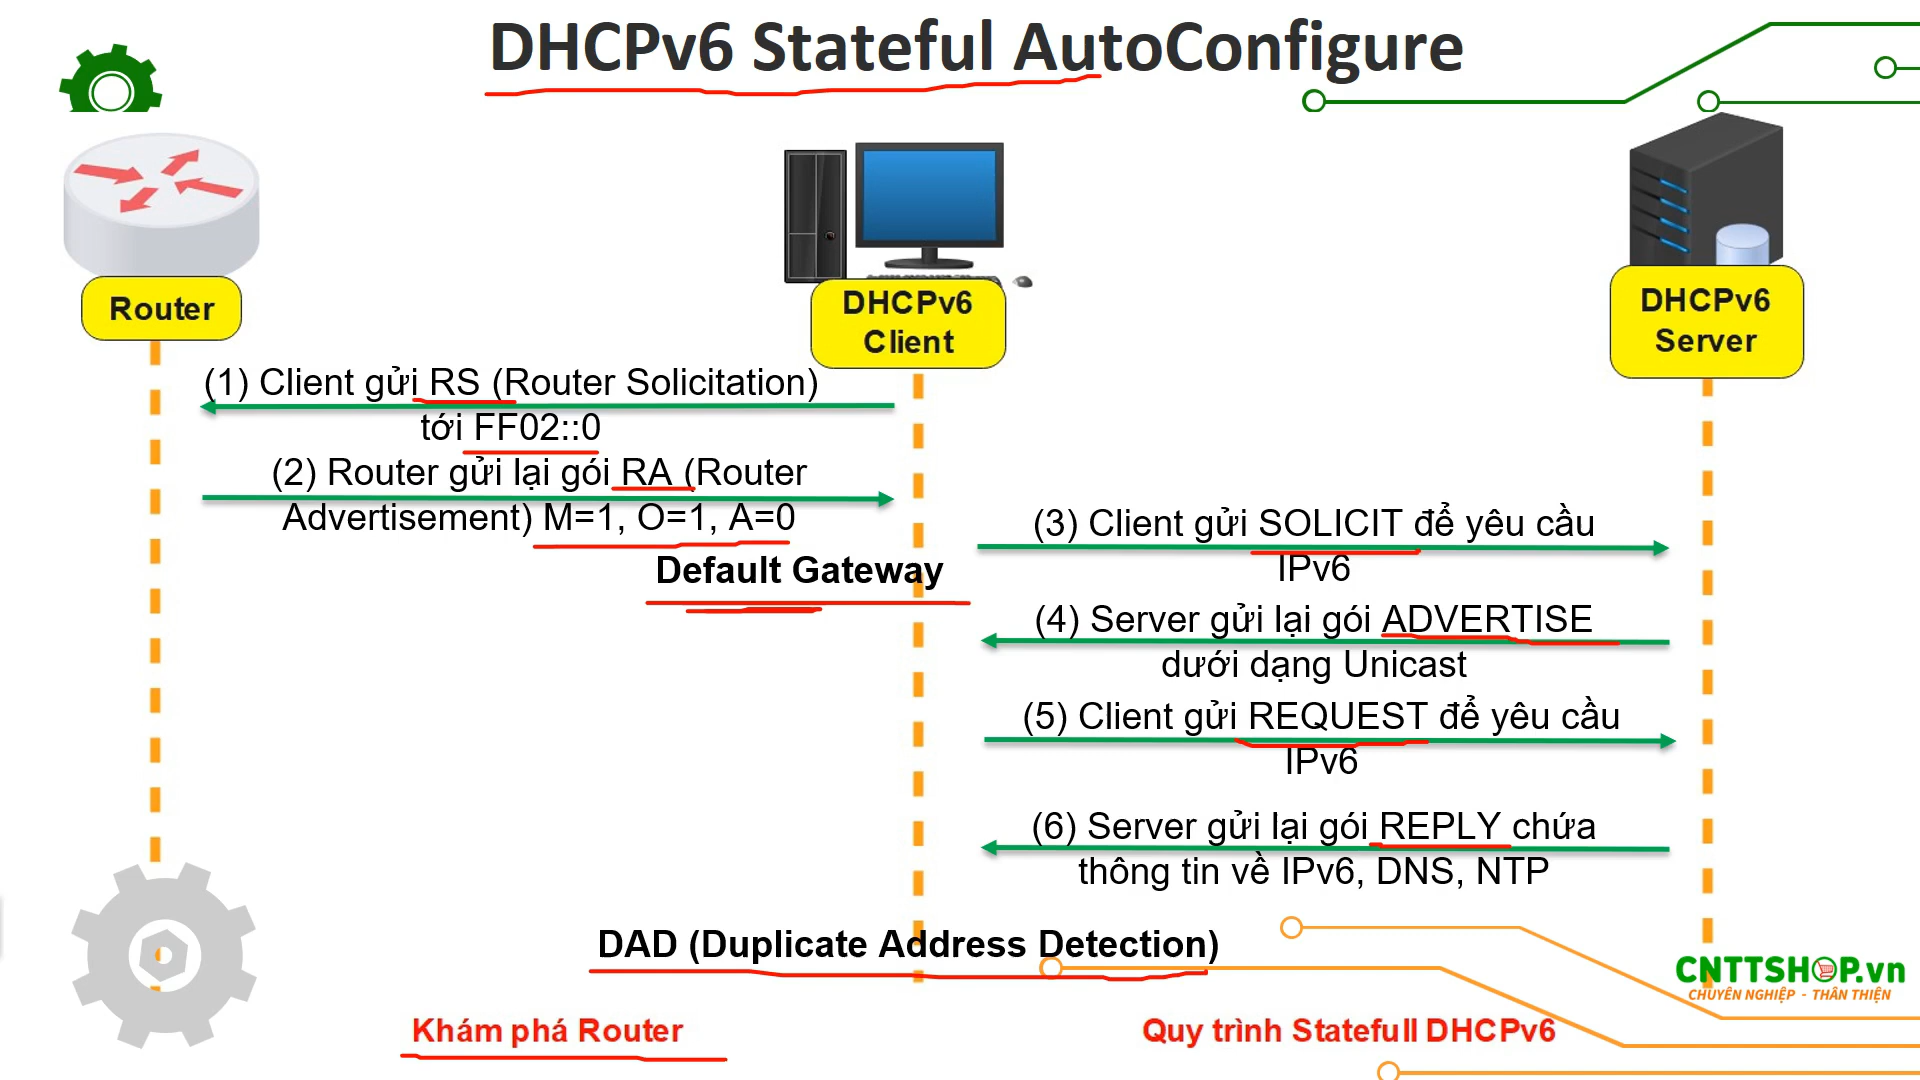 DHCPv6 Stateful AutoConfigure
Router
DHCPv6
Client
DHCPv6
Server
(1) Client gửi RS (Router Solicitation)
tới FF02::0
(2) Router gửi lại gói RA (Router
Advertisement) M=1, O=1, A=0
Default Gateway
(3) Client gửi SOLICIT để yêu cầu
IPv6
(4) Server gửi lại gói ADVERTISE
dưới dạng Unicast
(5) Client gửi REQUEST để yêu cầu
IPv6
(6) Server gửi lại gói REPLY chứa
thông tin về IPv6, DNS, NTP
DAD (Duplicate Address Detection)
CNTTSHOP.vn
CHUYÊN NGHIỆP - THÂN THIỆN
Khám phá Router
Quy trình Statefull DHCPv6